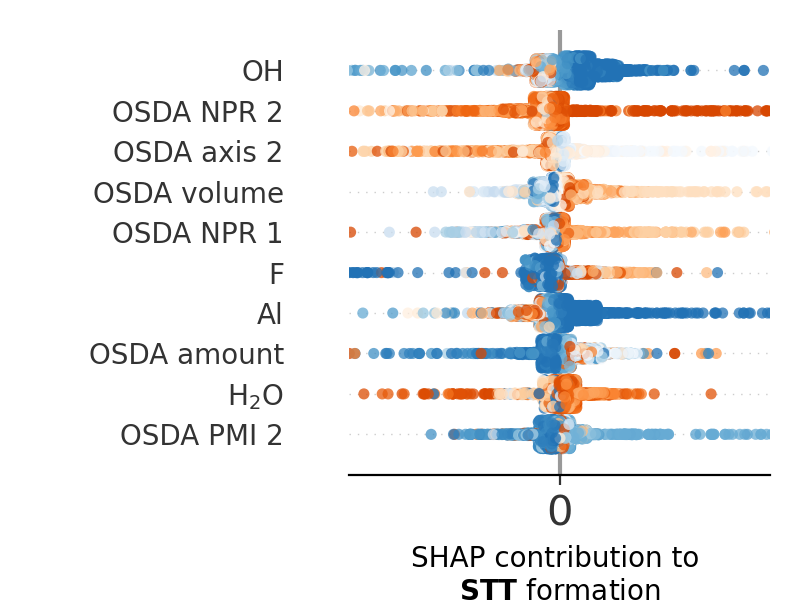 OH
OSDA NPR 2
OSDA axis 2
OSDA volume
OSDA NPR 1
F
Al
OSDA amount
H₂O
OSDA PMI 2
0
SHAP contribution to
STT formation